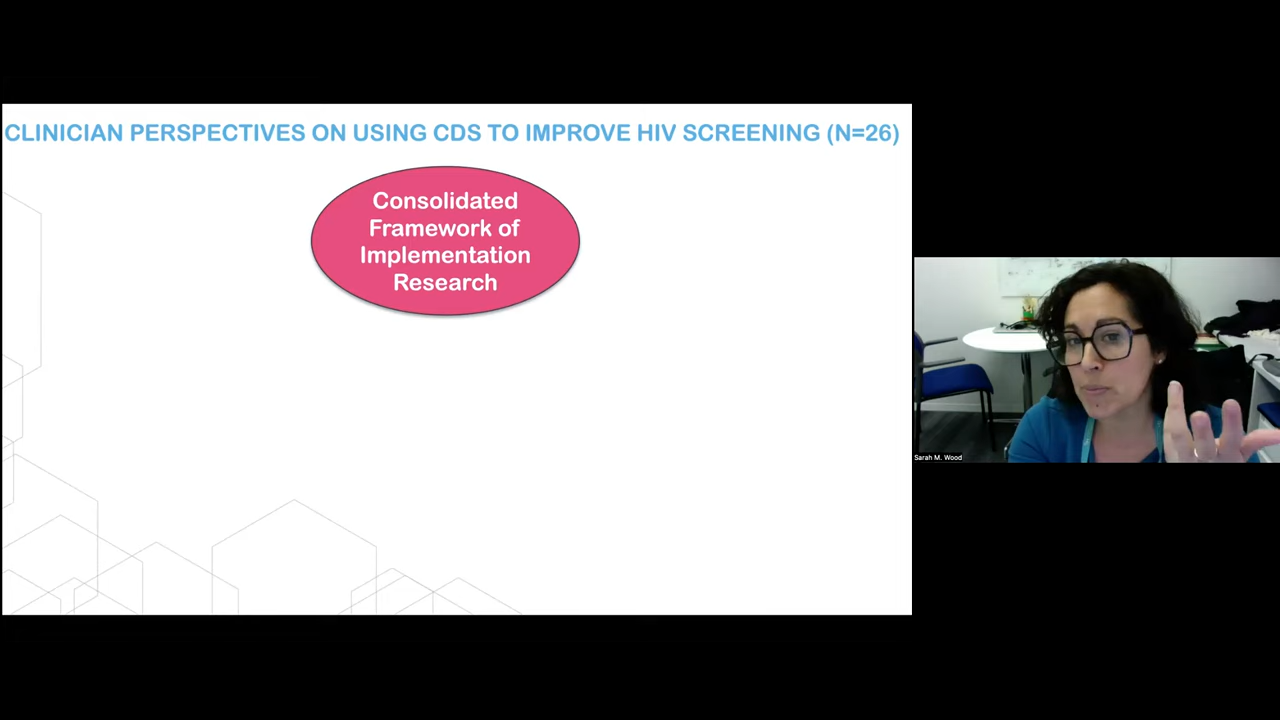 CLINICIAN PERSPECTIVES ON USING CDS TO IMPROVE HIV SCREENING (N=26)
Consolidated
Framework of
Implementation
Research
Sarah M. Wood